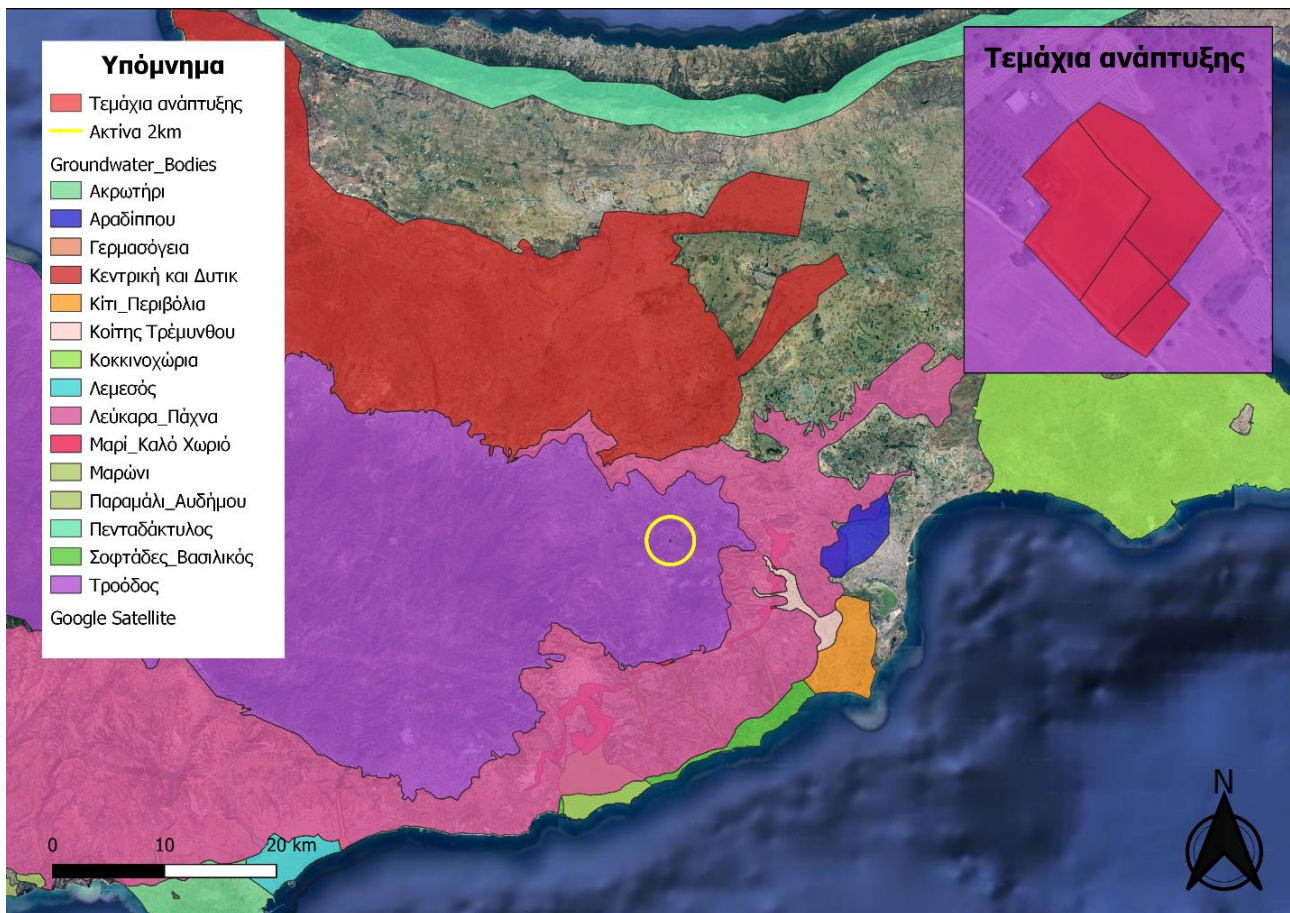 Υπόμνημα
Τεμάχια ανάπτυξης
Ακτίνα 2km
Groundwater_Bodies
Ακρωτήρι
Αραδίππου
Γερμασόγεια
Κεντρική και Δυτικ
Κίτι_Περιβόλια
Κοίτης Τρέμυνθου
Κοκκινοχώρια
Λεμεσός
Λεύκαρα_Πάχνα
Μαρί_Καλό Χωριό
Μαρώνι
Παραμάλι_Αυδήμου
Πενταδάκτυλος
Σοφτάδες_Βασιλικός
Τροόδος
Google Satellite
Τεμάχια ανάπτυξης
0 10 20 km
N